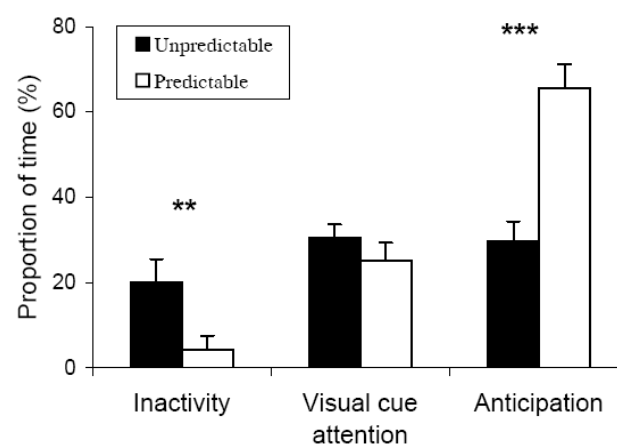 80
60
40
20
0
Proportion of time (%)
Unpredictable
Predictable
**
***
Inactivity
Visual cue
attention
Anticipation